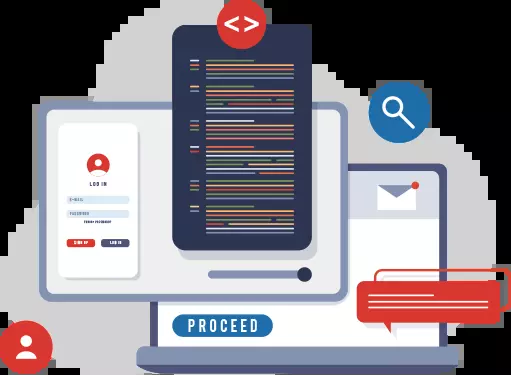 < >
LOG IN
E-MAIL
PASSWORD
SIGN UP
LOG IN
PROCEED